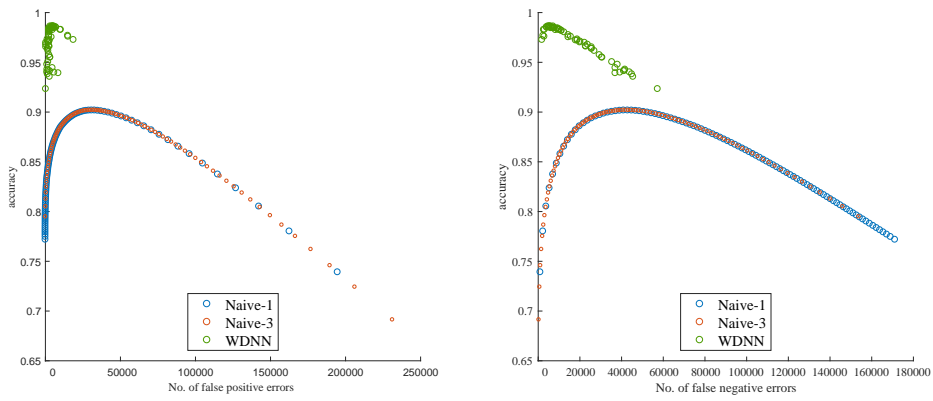 1
0.95
0.9
0.85
0.8
0.75
0.7
0.65
accuracy
0 50000 100000 150000 200000 250000
No. of false positive errors
Naive-1
Naive-3
WDNN
1
0.95
0.9
0.85
0.8
0.75
0.7
0.65
accuracy
0 20000 40000 60000 80000 100000 120000 140000 160000 180000
No. of false negative errors
Naive-1
Naive-3
WDNN